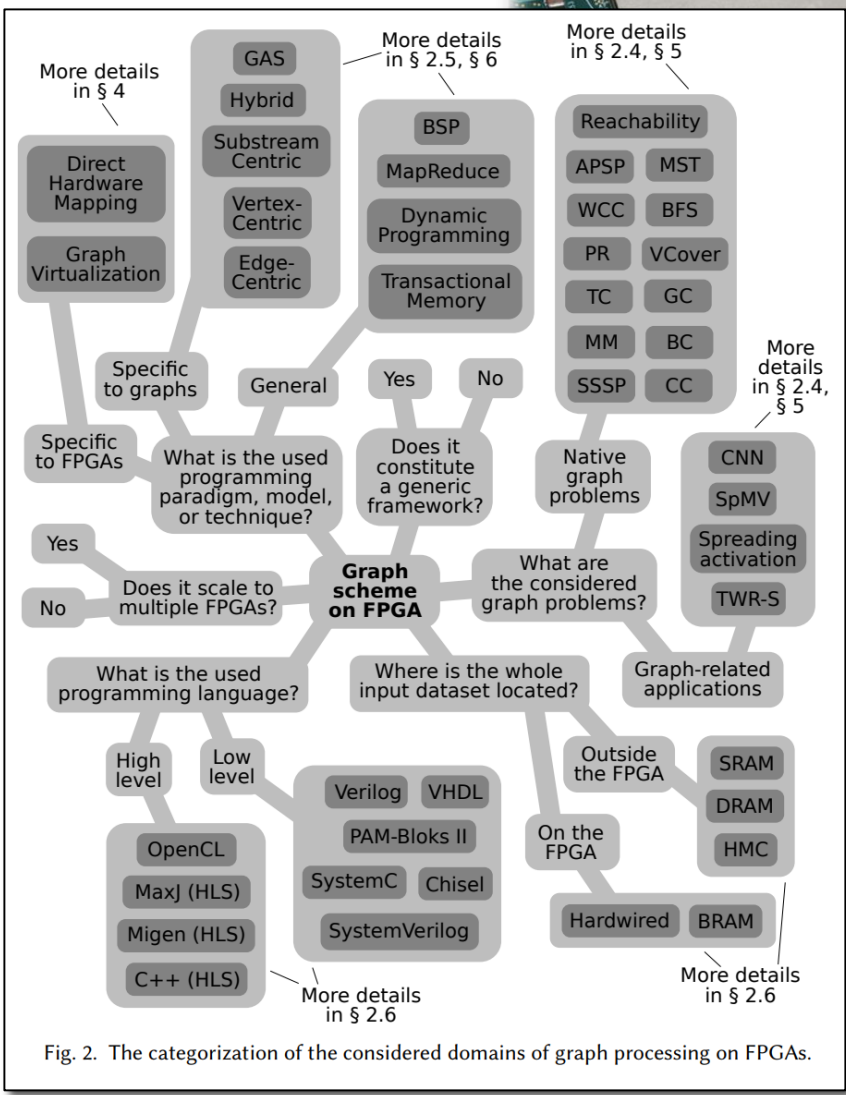 More details
in § 4
Direct
Hardware
Mapping
Graph
Virtualization
GAS
Hybrid
Substream
Centric
Vertex-
Centric
Edge-
Centric
More details
in § 2.5, § 6
BSP
MapReduce
Dynamic
Programming
Transactional
Memory
More details
in § 2.4, § 5
Reachability
APSP
MST
WCC
BFS
PR
VCover
TC
GC
MM
BC
SSSP
CC
Specific
to graphs
General
Yes
No
Specific
to FPGAs
What is the used
programming
paradigm, model,
or technique?
Does it
constitute
a generic
framework?
Native
graph
problems
More
details
in § 2.4,
§ 5
CNN
SpMV
Spreading
activation
TWR-S
Yes
No
Does it scale to
multiple FPGAs?
Graph
scheme
on FPGA
What are
the considered
graph problems?
Graph-related
applications
What is the used
programming language?
Where is the whole
input dataset located?
High
level
Low
level
OpenCL
MaxJ (HLS)
Migen (HLS)
C++ (HLS)
Verilog
VHDL
PAM-Bloks II
SystemC
Chisel
SystemVerilog
More details
in § 2.6
Outside
the FPGA
SRAM
DRAM
HMC
On the
FPGA
Hardwired
BRAM
More details
in § 2.6
Fig. 2. The categorization of the considered domains of graph processing on FPGAs.